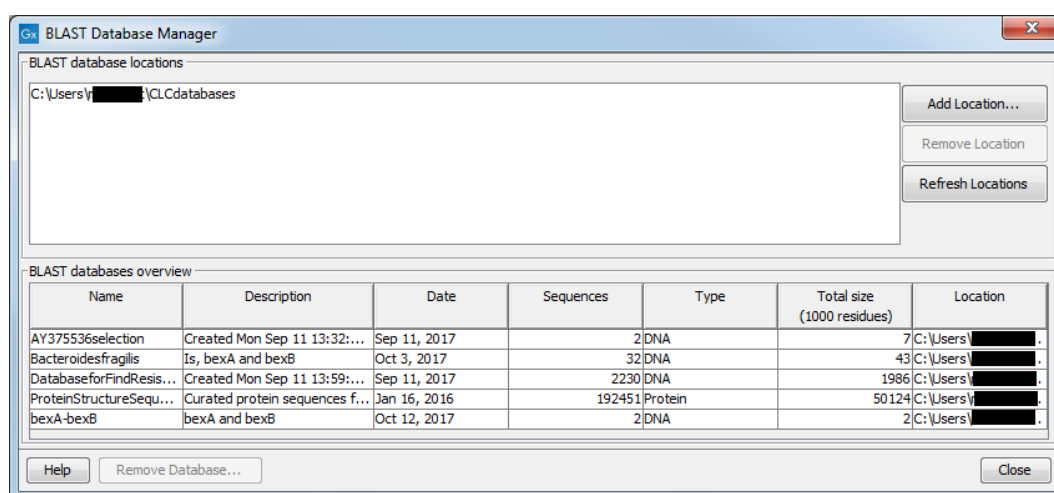 Gx BLAST Database Manager
BLAST database locations
C:\Users\r :\CLCdatabases
Add Location...
Remove Location
Refresh Locations
BLAST databases overview
Name Description Date Sequences Type Total size Location
(1000 residues)
AY375536selection Created Mon Sep 11 13:32:... Sep 11, 2017 2 DNA 7 C:\Users\ .
Bacteroidesfragilis Is, bexA and bexB Oct 3, 2017 32 DNA 43 C:\Users\ .
DatabaseforFindResis... Created Mon Sep 11 13:59:... Sep 11, 2017 2230 DNA 1986 C:\Users\ .
ProteinStructureSequ... Curated protein sequences f... Jan 16, 2016 192451 Protein 50124 C:\Users\r .
bexA-bexB bexA and bexB Oct 12, 2017 2 DNA 2 C:\Users\ .
Help Remove Database... Close